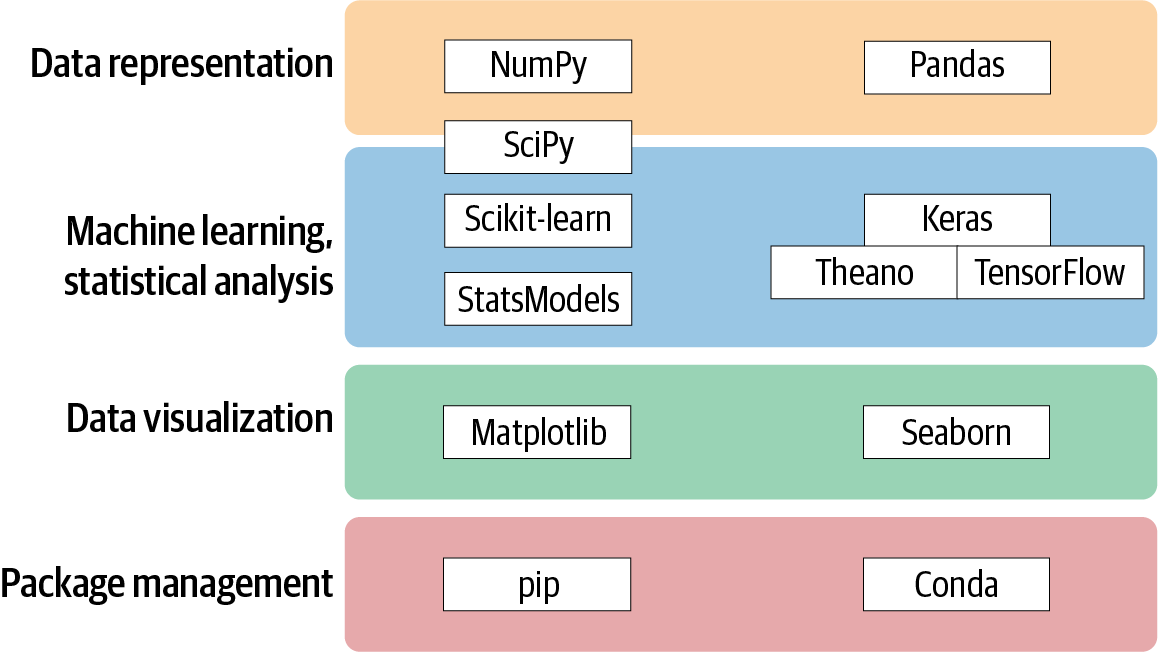 Data representation
NumPy
Pandas
SciPy
Machine learning,
statistical analysis
Scikit-learn
Keras
Theano
TensorFlow
StatsModels
Data visualization
Matplotlib
Seaborn
Package management
pip
Conda